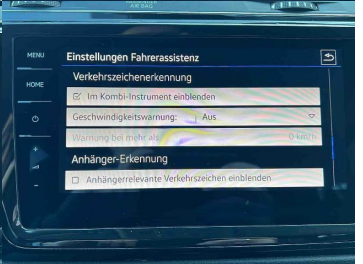 AIR BAG
MENU
HOME
Einstellungen Fahrerassistenz
Verkehrszeichenerkennung
Im Kombi-Instrument einblenden
Geschwindigkeitswarnung: Aus
Warnung bei mehr als 0 km/h
Anhänger-Erkennung
Anhängerrelevante Verkehrszeichen einblenden
+
-